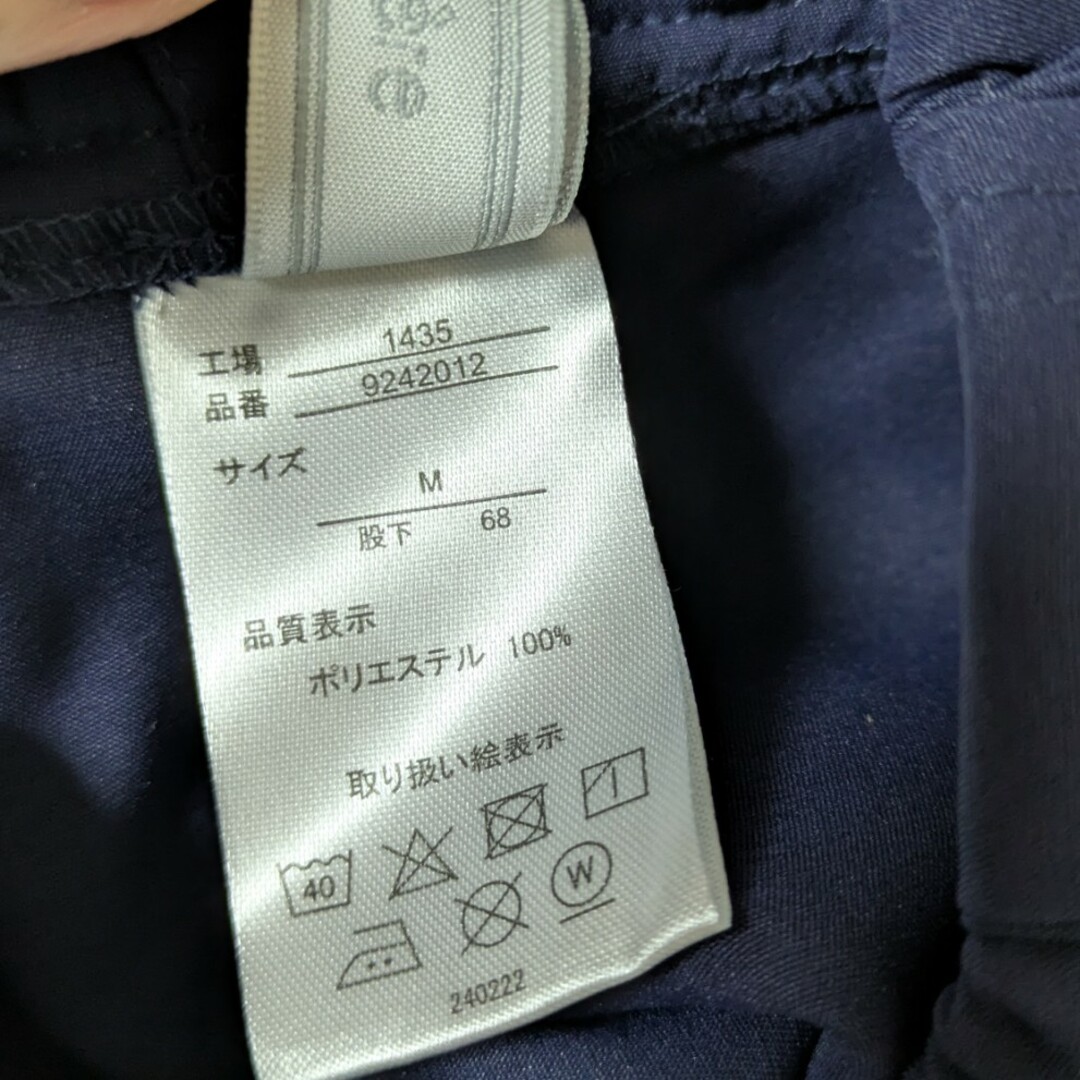 工場 1435
品番 9242012
サイズ
M
股下 68
品質表示
ポリエステル 100%
取り扱い絵表示
40
W
240222